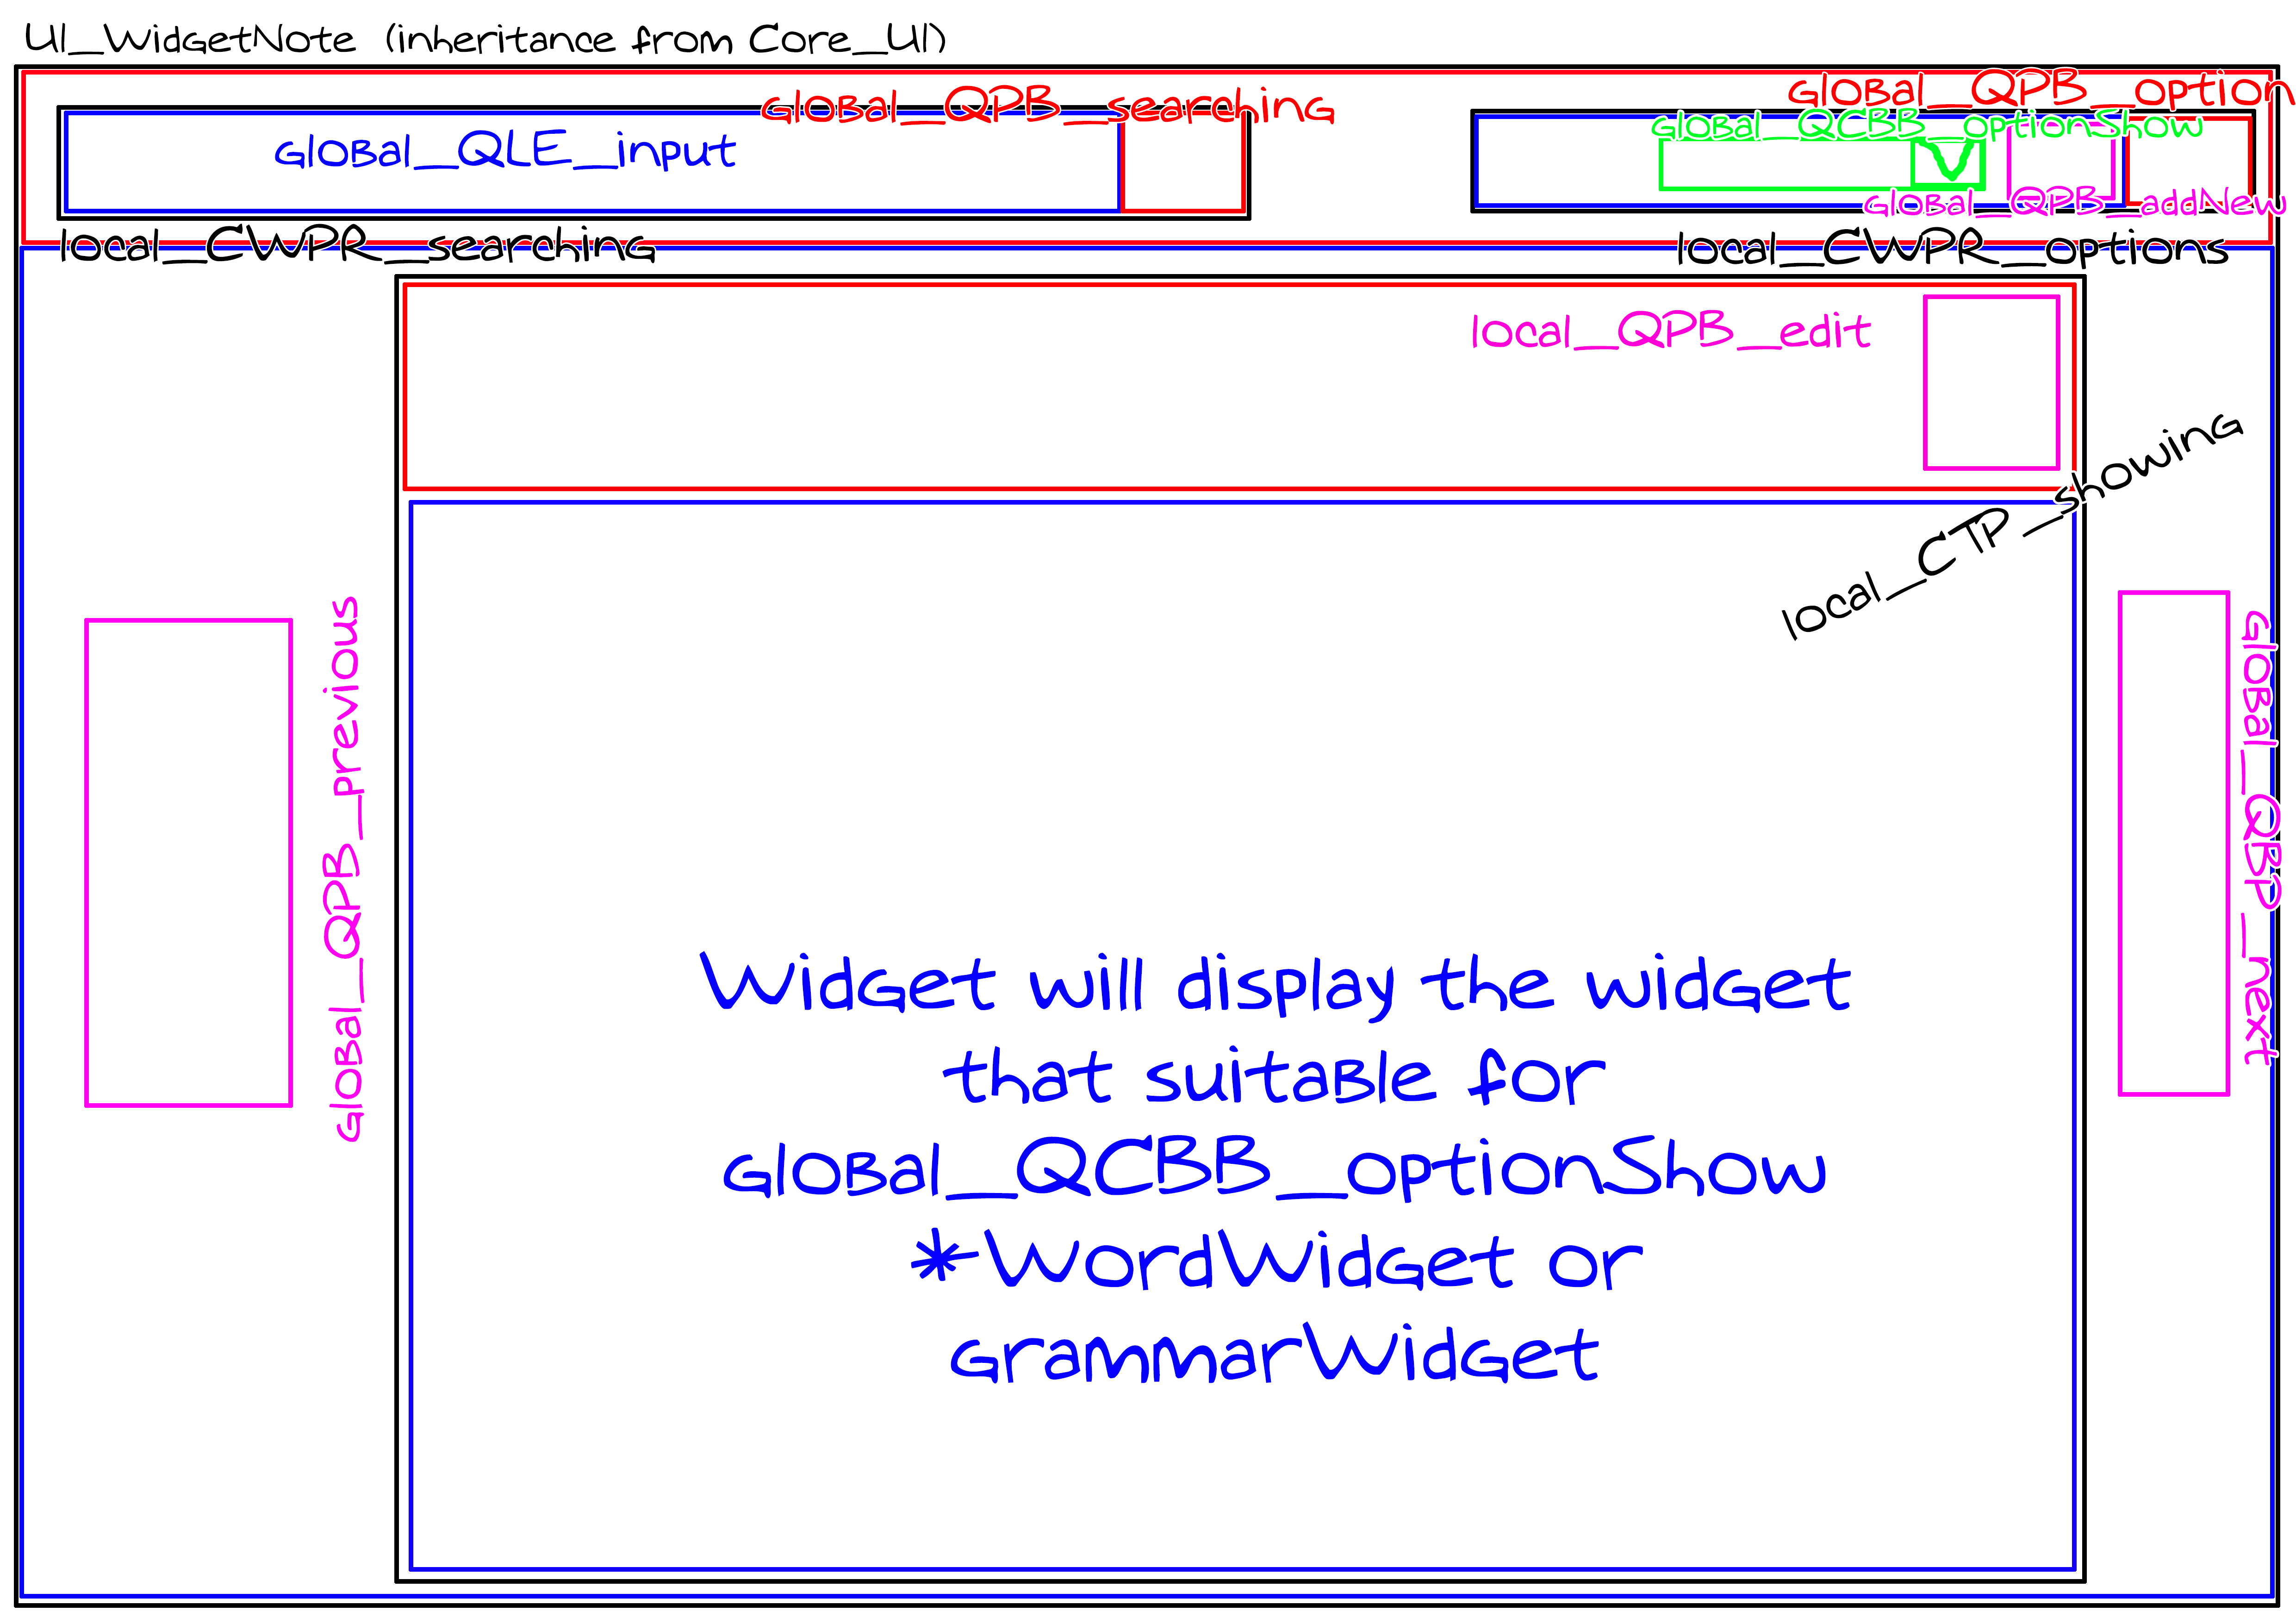 UI_WidgetNote (inheritance from Core_UI)
Global_QPB_searching
Global_QPB_option
Global_QLE_input
Global_QCBB_optionShow
Global_QPB_addNew
local_CWPR_searching
local_CWPR_options
local_QPB_edit
local_CTP_showing
Global_QPB_previous
Global_QBP_next
Widget will display the widget
that suitable for
Global_QCBB_optionShow
*WordWidget or
GrammarWidget